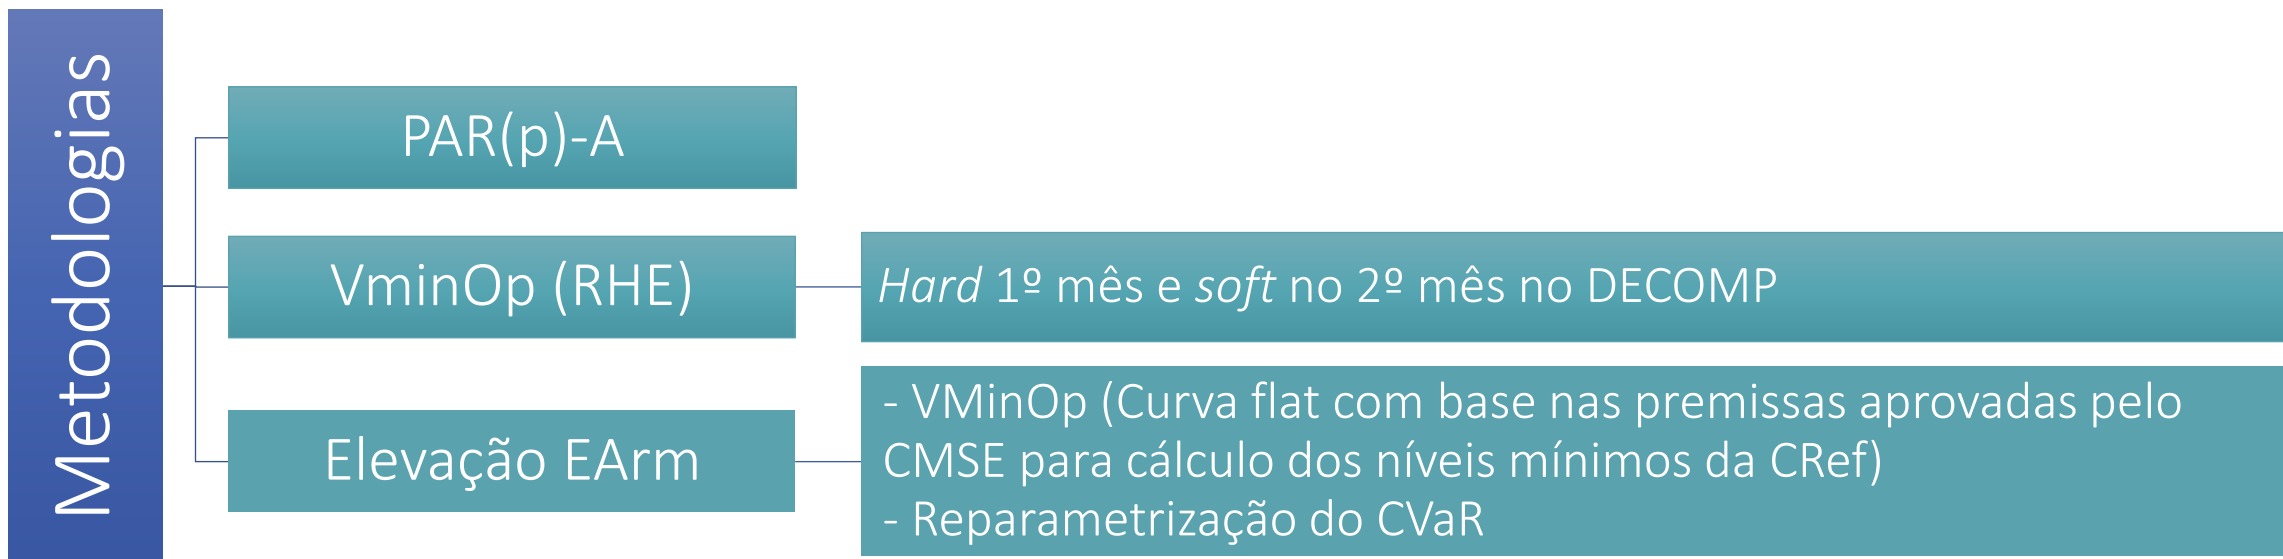 Metodologias
PAR(p)-A
VminOp (RHE)
Hard 1º mês e soft no 2º mês no DECOMP
Elevação EArm
- VMinOp (Curva flat com base nas premissas aprovadas pelo
CMSE para cálculo dos níveis mínimos da CRef)
- Reparametrização do CVaR